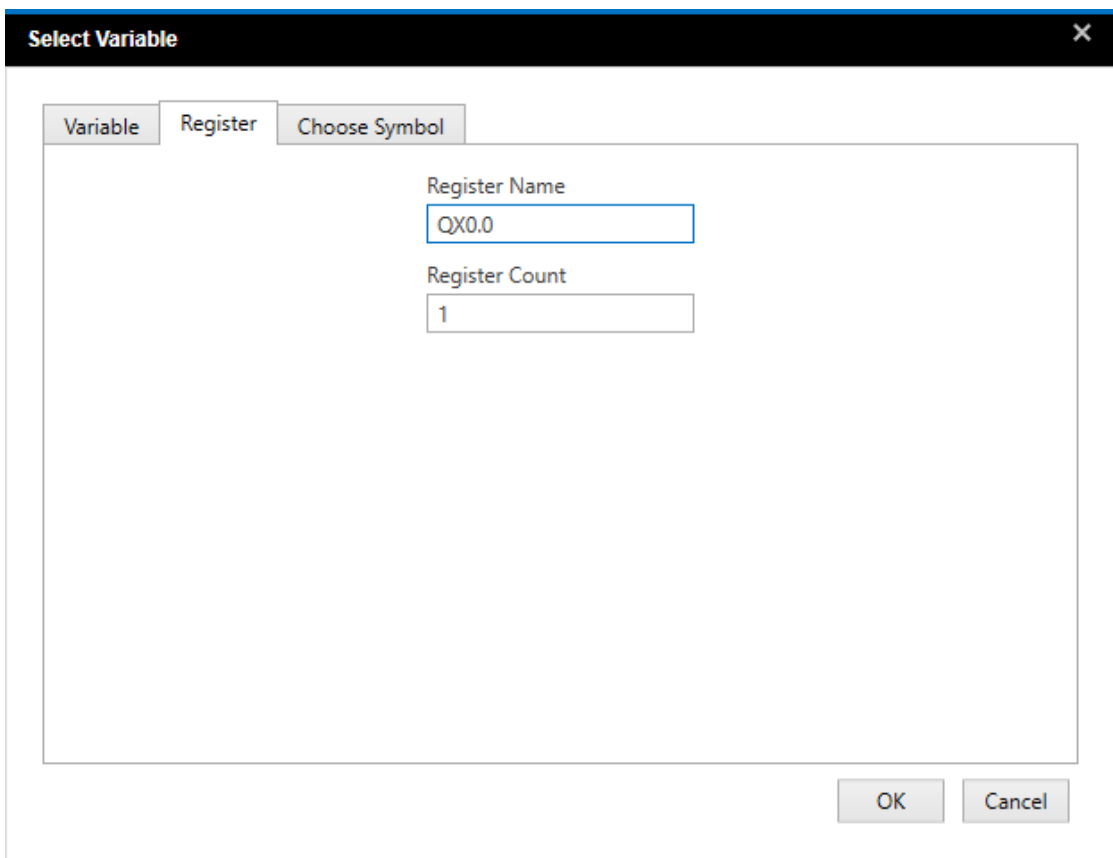 Select Variable
Variable Register Choose Symbol
Register Name
QX0.0
Register Count
1
OK Cancel